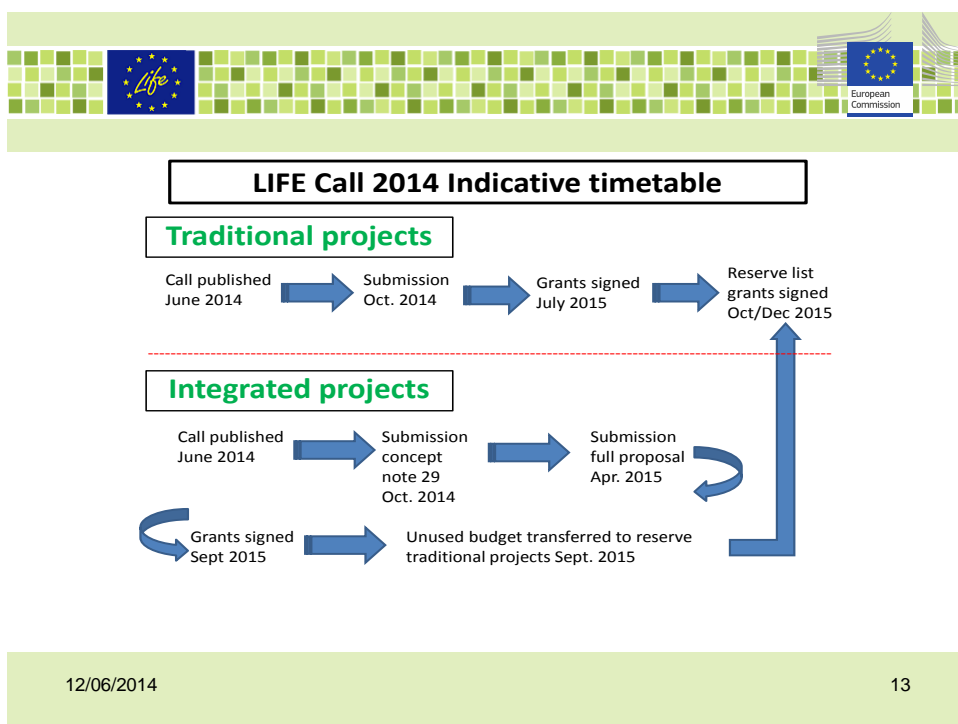 Life
European
Commission
LIFE Call 2014 Indicative timetable
Traditional projects
Call published
June 2014
Submission
Oct. 2014
Grants signed
July 2015
Reserve list
grants signed
Oct/Dec 2015
Integrated projects
Call published
June 2014
Submission
concept
note 29
Oct. 2014
Submission
full proposal
Apr. 2015
Grants signed
Sept 2015
Unused budget transferred to reserve
traditional projects Sept. 2015
12/06/2014
13